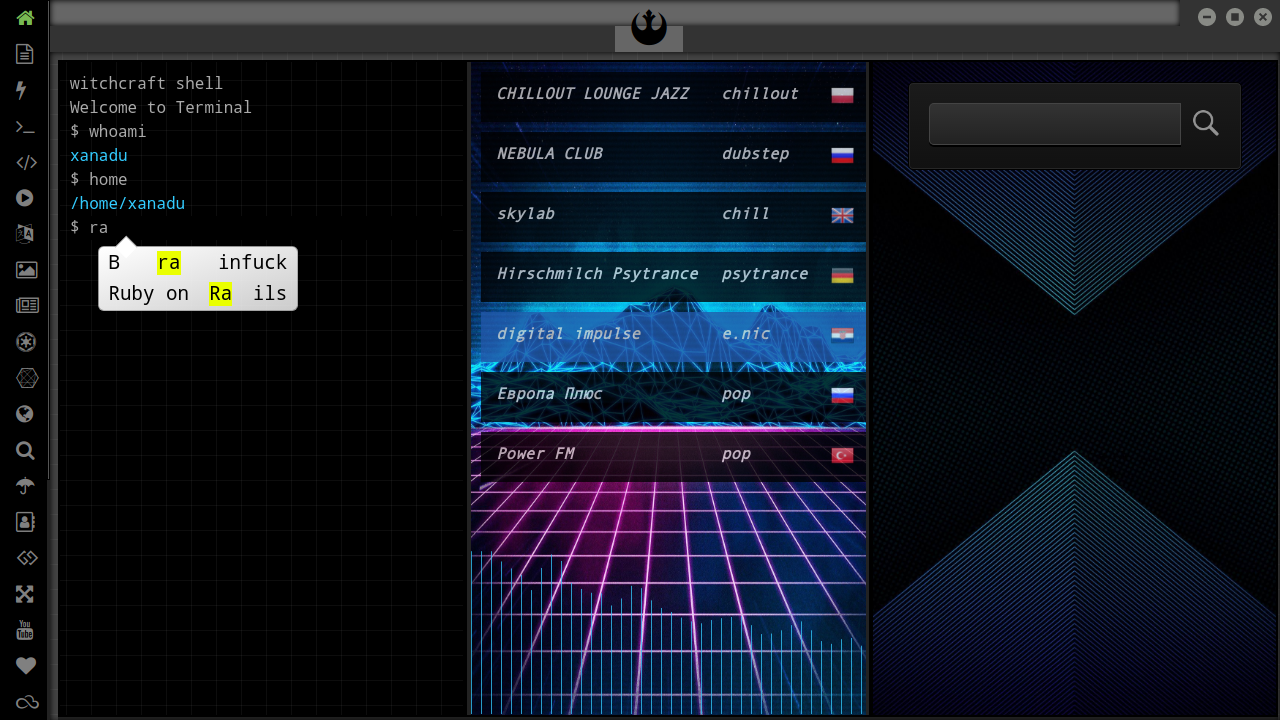 witchcraft shell
Welcome to Terminal
$ whoami
xanadu
$ home
/home/xanadu
$ ra
B ra infuck
Ruby on Ra ils
CHILLOUT LOUNGE JAZZ chillout
NEBULA CLUB dubstep
skylab chill
Hirschmilch Psytrance psytrance
digital impulse e.nic
Европа Плюс pop
Power FM pop
You Tube